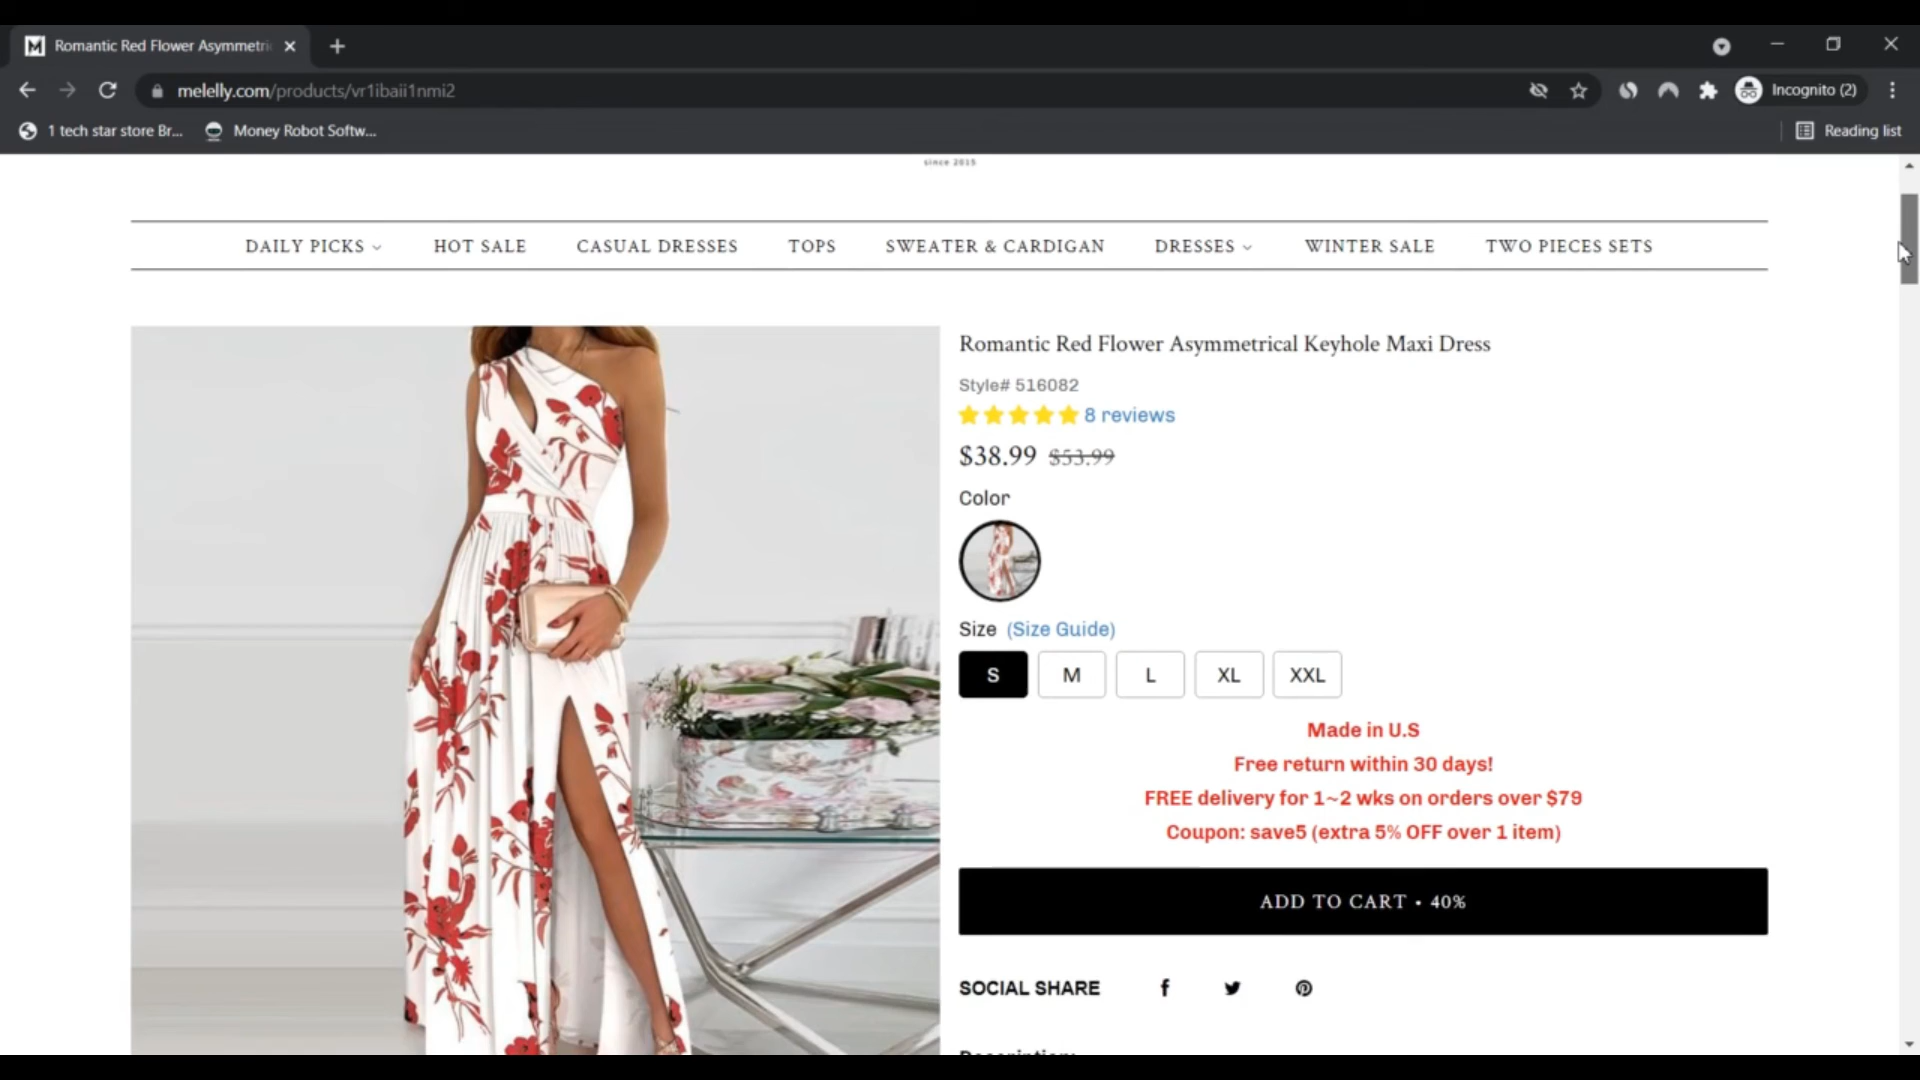 Romantic Red Flower Asymmetric
melelly.com/products/vr1ibaii1nmi2
Incognito (2)
1 tech star store Br...
Money Robot Softw...
Reading list
since 2015
DAILY PICKS
HOT SALE
CASUAL DRESSES
TOPS
SWEATER & CARDIGAN
DRESSES
WINTER SALE
TWO PIECES SETS
Romantic Red Flower Asymmetrical Keyhole Maxi Dress
Style# 516082
8 reviews
$38.99 $53.99
Color
Size (Size Guide)
S M L XL XXL
Made in U.S
Free return within 30 days!
FREE delivery for 1~2 wks on orders over $79
Coupon: save5 (extra 5% OFF over 1 item)
ADD TO CART • 40%
SOCIAL SHARE